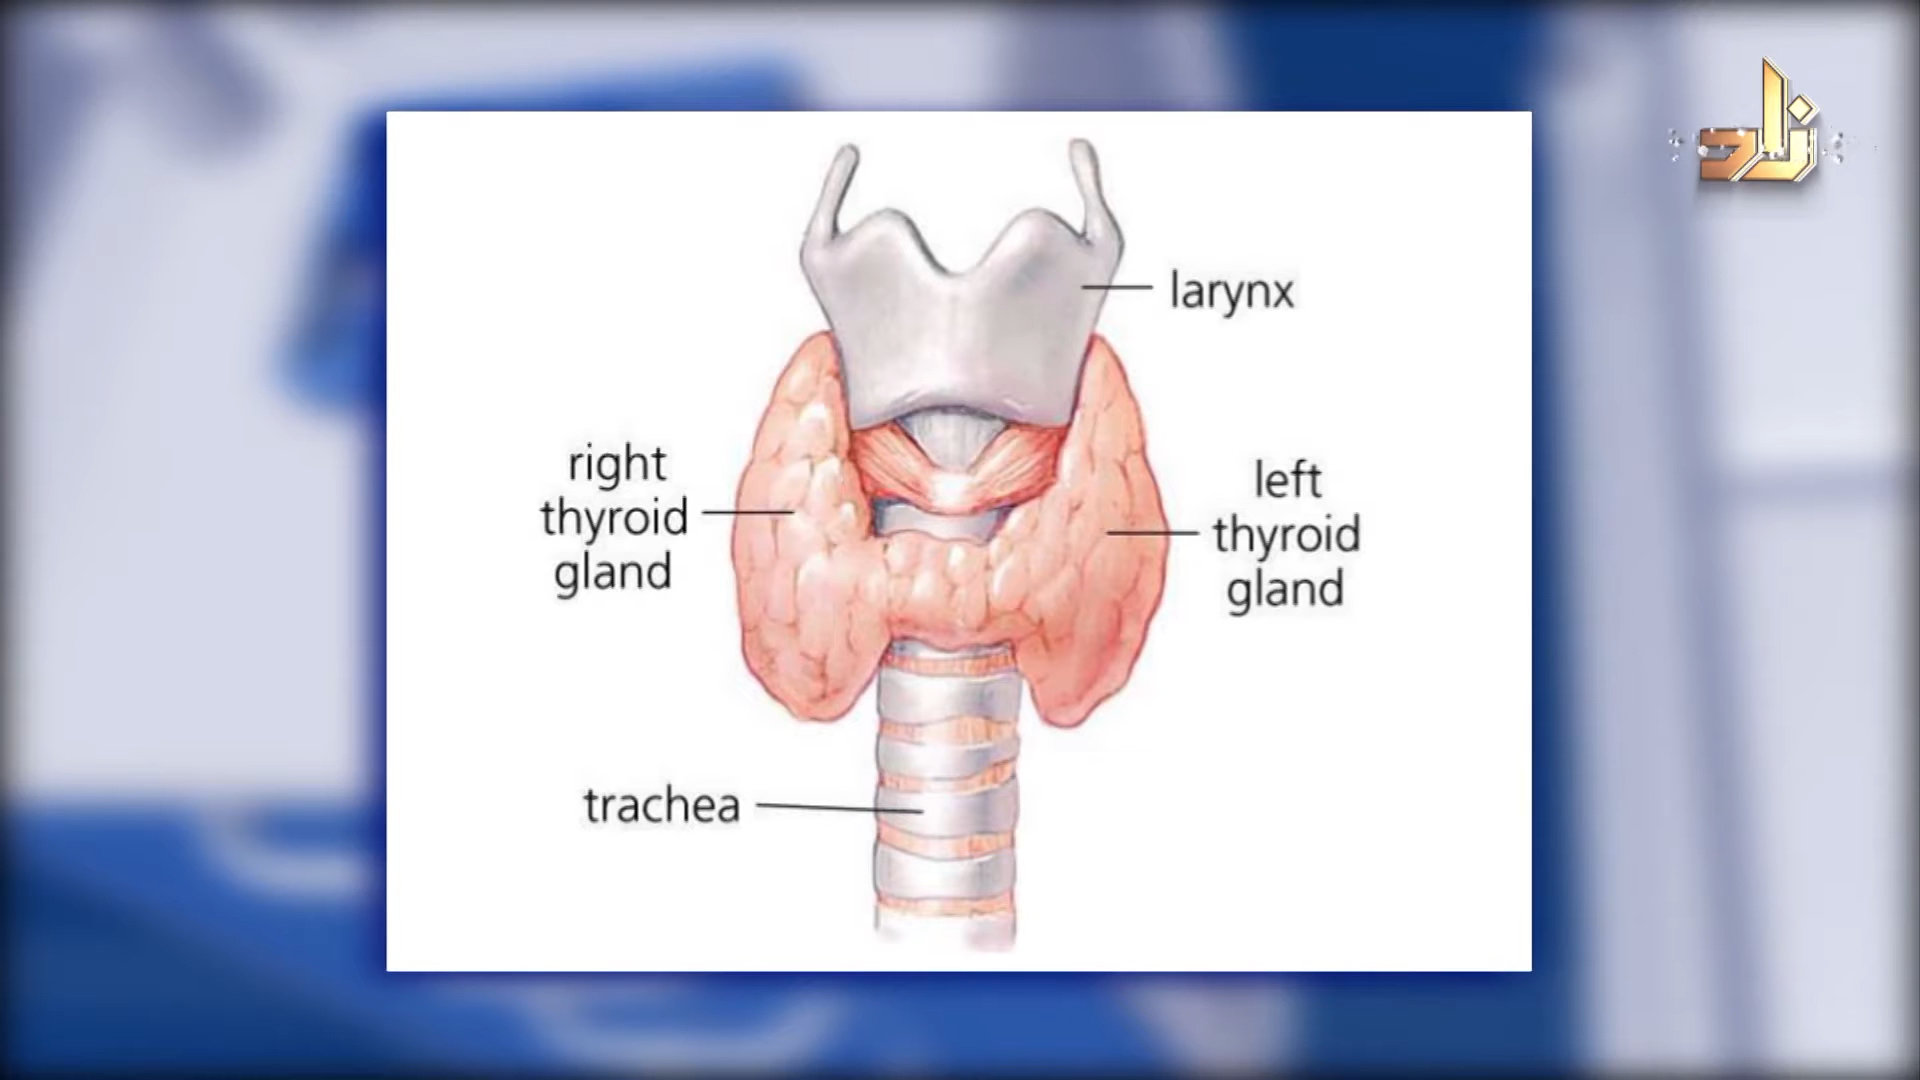 larynx
right
thyroid
gland
left
thyroid
gland
trachea